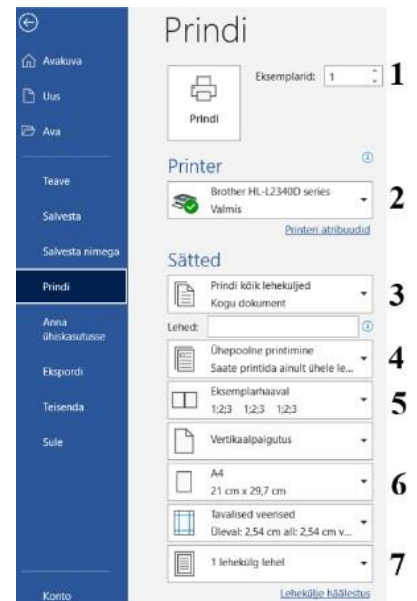 Prindi
Avakuva
Uus
Ava
Teave
Salvesta
Salvesta nimega
Prindi
Anna
ühiskasutusse
Ekspordi
Teisenda
Sule
Konto
Prindi
Eksemplarid: 1
1
Printer
Brother HL-L2340D series
Valmis
2
Printeri atribuudid
Sätted
Prindi kõik leheküljed
Kogu dokument
3
Lehed:
Ühepoolne printimine
Saate printida ainult ühele le...
4
Eksemplarhaaval
1;2;3 1;2;3 1;2;3
5
Vertikaalpaigutus
A4
21 cm x 29,7 cm
6
Tavalised veerised
Üleval: 2,54 cm all: 2,54 cm v...
1 lehekülg lehel
7
Lehekülje häälestus